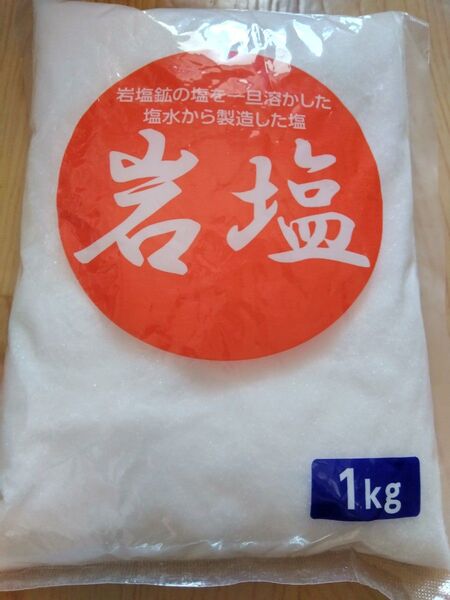 岩塩鉱の塩を一旦溶かした
塩水から製造した塩
岩塩
1kg